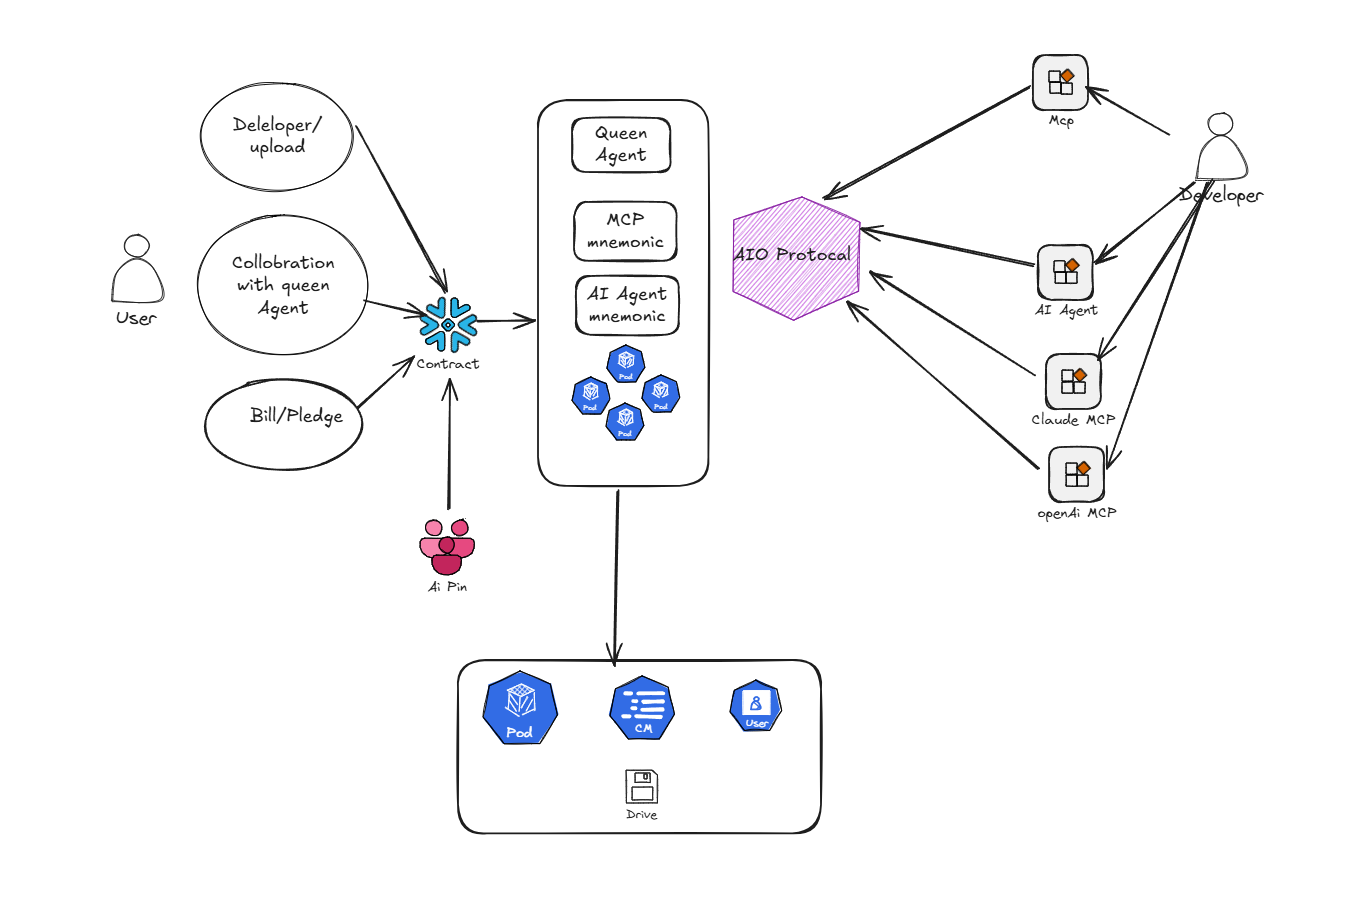 Deleloper/
upload
Collobration
with queen
Agent
User
Bill/Pledge
Contract
Ai Pin
Queen
Agent
MCP
mnemonic
AI Agent
mnemonic
Pod
Pod
Pod
Pod
AIO Protocal
Mcp
Developer
AI Agent
Claude MCP
openAi MCP
Pod
CM
User
Drive